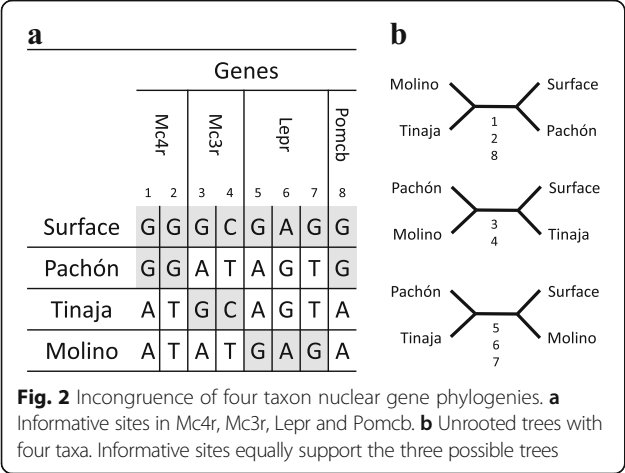 a
b
Genes
Mc4r Mc3r Lepr Pomcb
1 2 3 4 5 6 7 8
Surface G G G C G A G G
Pachón G G A T A G T G
Tinaja A T G C A G T A
Molino A T A T G A G A
Molino Surface
Tinaja Pachón
1
2
8
Pachón Surface
Molino Tinaja
3
4
Pachón Surface
Tinaja Molino
5
6
7
Fig. 2 Incongruence of four taxon nuclear gene phylogenies. a
Informative sites in Mc4r, Mc3r, Lepr and Pomcb. b Unrooted trees with
four taxa. Informative sites equally support the three possible trees